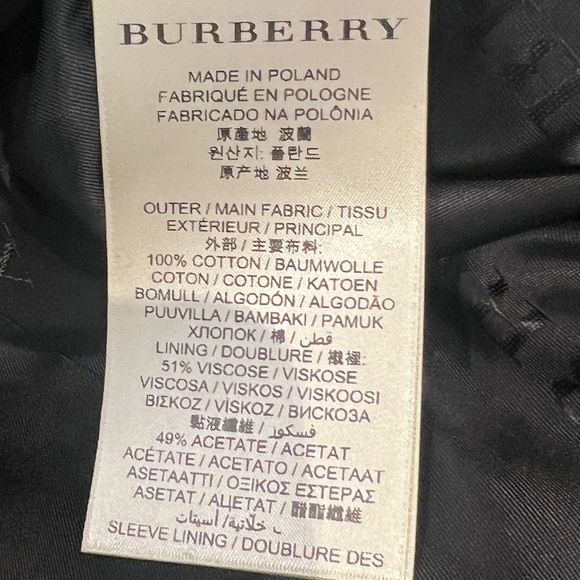 BURBERRY
MADE IN POLAND
FABRIQUÉ EN POLOGNE
FABRICADO NA POLÔNIA
原產地 波蘭
원산지: 폴란드
原产地 波兰
OUTER / MAIN FABRIC / TISSU
EXTÉRIEUR / PRINCIPAL
外部 / 主要布料:
100% COTTON / BAUMWOLLE
COTON / COTONE / KATOEN
BOMULL / ALGODÓN / ALGODÃO
PUUVILLA / BAMBAKI / PAMUK
ХЛОПОК / 棉 / قطن
LINING / DOUBLURE / 襯裡:
51% VISCOSE / VISKOSE
VISCOSA / VISKOS / VISKOOSI
ΒΙΣΚΟΖ / VİSKOZ / ВИСКОЗА
黏液纖維 / فسكوز
49% ACETATE / ACETAT
ACÉTATE / ACETATO / ACETAAT
ASETAATTI / ΟΞΙΚΟΣ ΕΣΤΕΡΑΣ
ASETAT / АЦЕТАТ / 醋酯纖維
خلاتية / أسيتات
SLEEVE LINING / DOUBLURE DES